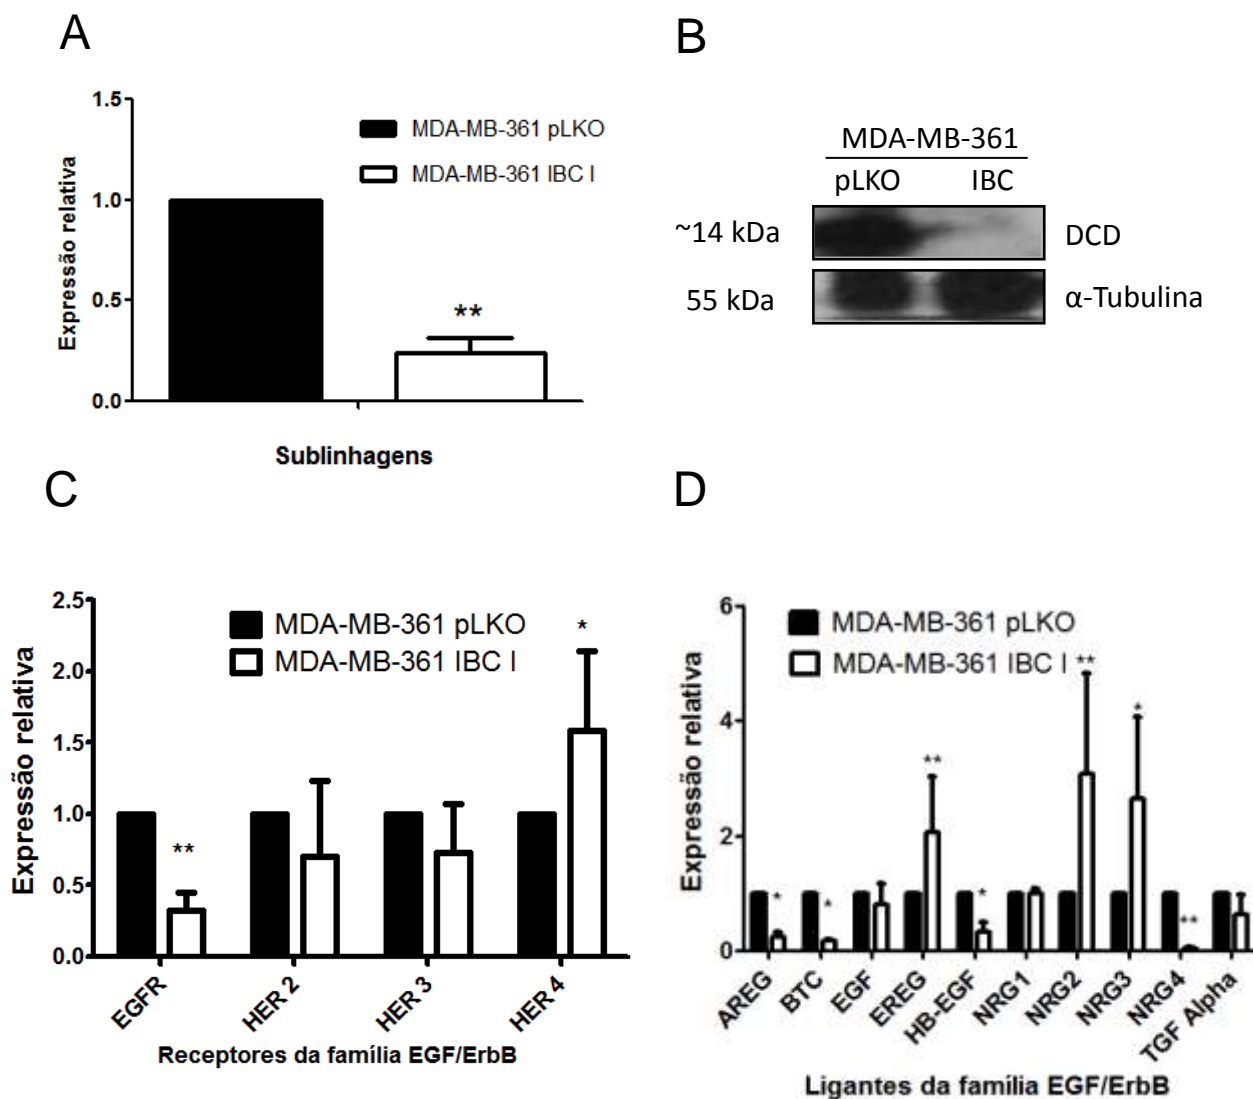 A
1.5
1.0
0.5
0.0
Expressão relativa
MDA-MB-361 pLKO
MDA-MB-361 IBC I
**
Sublinhagens
B
MDA-MB-361
pLKO IBC
~14 kDa DCD
55 kDa α-Tubulina
C
2.5
2.0
1.5
1.0
0.5
0.0
Expressão relativa
MDA-MB-361 pLKO
MDA-MB-361 IBC I
**
*
EGFR
HER 2
HER 3
HER 4
Receptores da família EGF/ErbB
D
6
4
2
0
Expressão relativa
MDA-MB-361 pLKO
MDA-MB-361 IBC I
*
*
**
*
**
*
**
AREG
BTC
EGF
EREG
HB-EGF
NRG1
NRG2
NRG3
NRG4
TGF Alpha
Ligantes da família EGF/ErbB